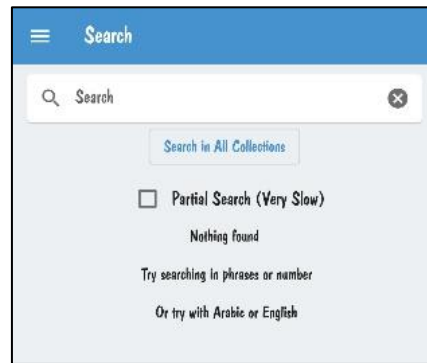 Search
Search
Search in All Collections
Partial Search (Very Slow)
Nothing found
Try searching in phrases or number
Or try with Arabic or English